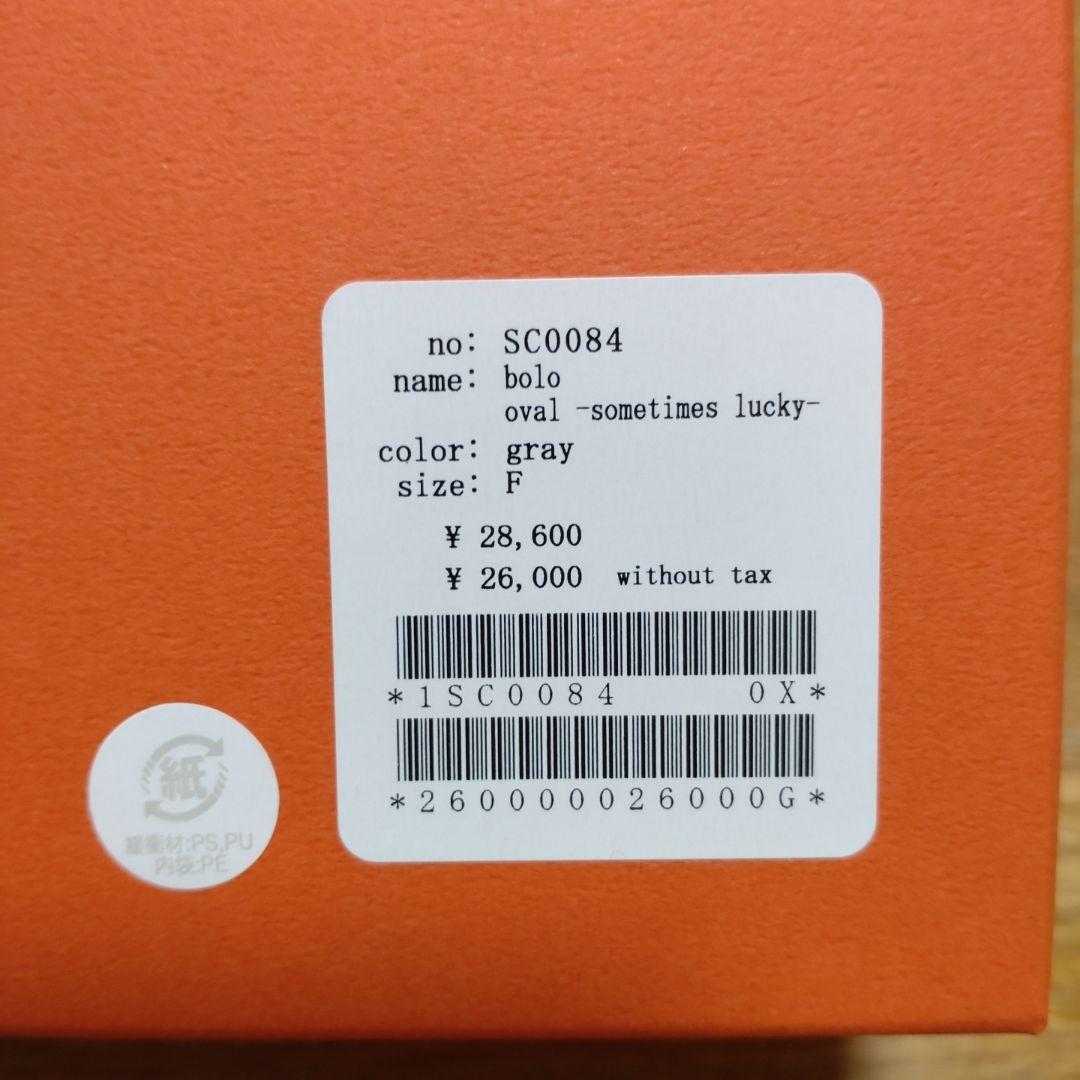 no: SC0084
name: bolo
oval -sometimes lucky-
color: gray
size: F
¥ 28,600
¥ 26,000 without tax
*1SC0084 0X*
*2600000026000G*
紙
緩衝材:PS,PU
内袋:PE